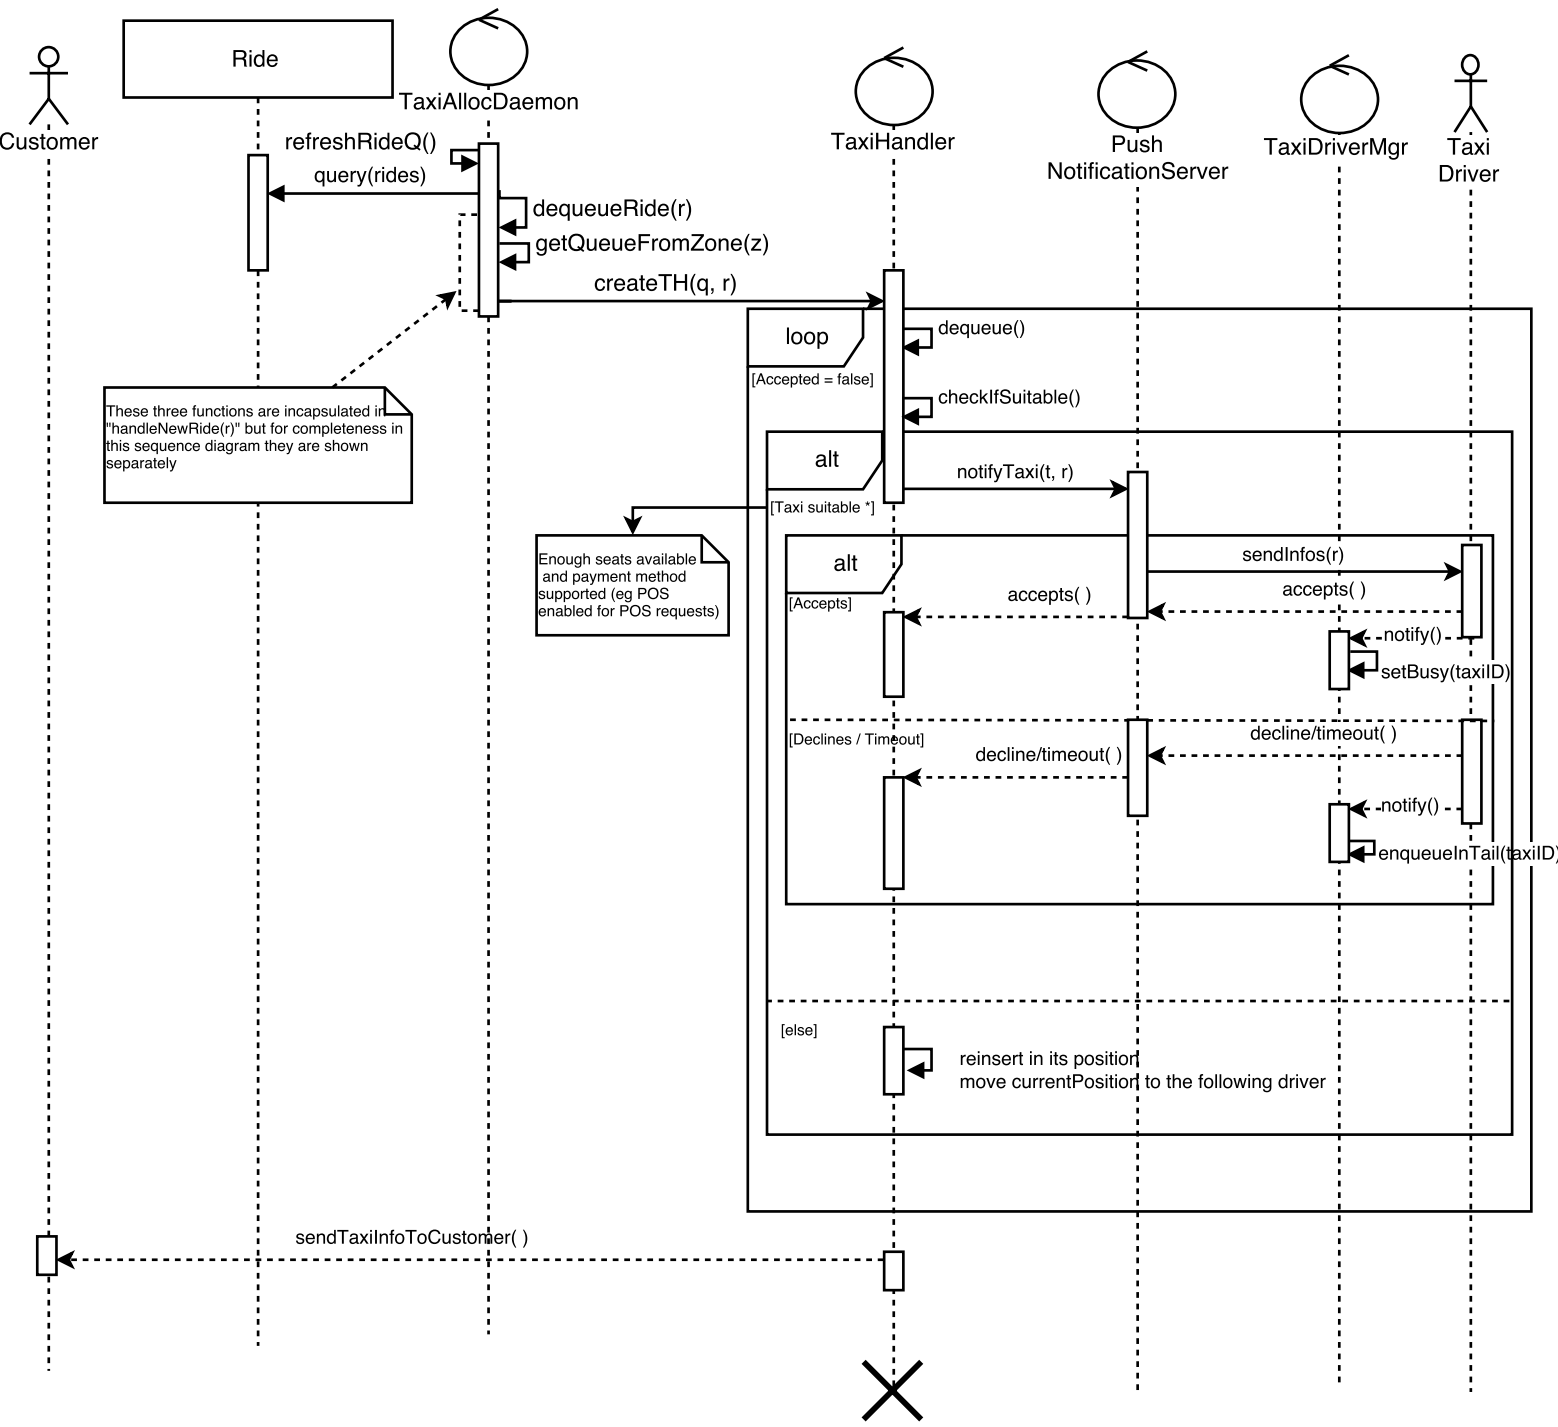 Ride
TaxiAllocDaemon
Customer
TaxiHandler
Push
NotificationServer
TaxiDriverMgr
Taxi
Driver
refreshRideQ()
query(rides)
dequeueRide(r)
getQueueFromZone(z)
createTH(q, r)
loop
[Accepted = false]
dequeue()
checkIfSuitable()
These three functions are incapsulated in
"handleNewRide(r)" but for completeness in
this sequence diagram they are shown
separately
alt
notifyTaxi(t, r)
[Taxi suitable *]
Enough seats available
and payment method
supported (eg POS
enabled for POS requests)
alt
[Accepts]
sendInfos(r)
accepts( )
accepts( )
notify()
setBusy(taxiID)
[Declines / Timeout]
decline/timeout( )
decline/timeout( )
notify()
enqueueInTail(taxiID)
[else]
reinsert in its position
move currentPosition to the following driver
sendTaxiInfoToCustomer( )